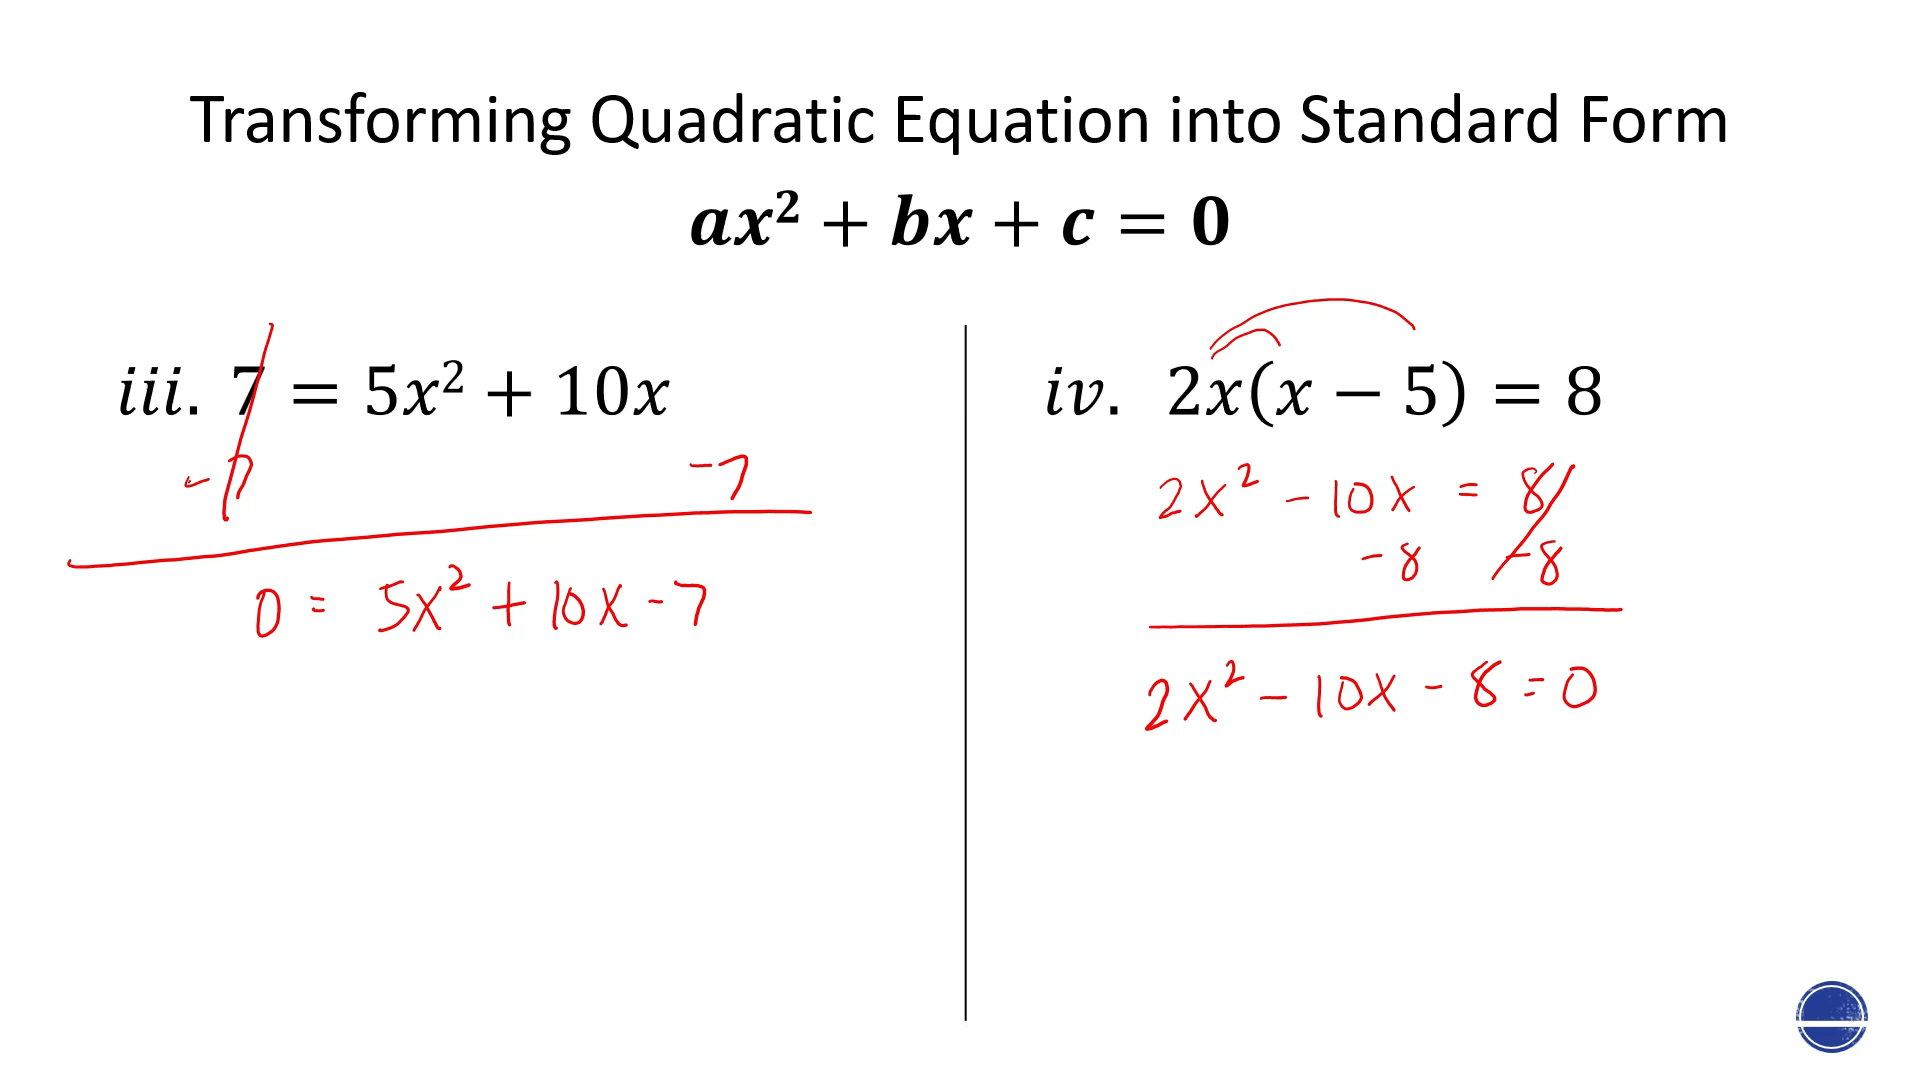 Transforming Quadratic Equation into Standard Form
ax² + bx + c = 0
iii. 7 = 5x² + 10x
-7 -7
0 = 5x² + 10x - 7
iv. 2x(x − 5) = 8
2x² - 10x = 8
-8 -8
2x² - 10x - 8 = 0